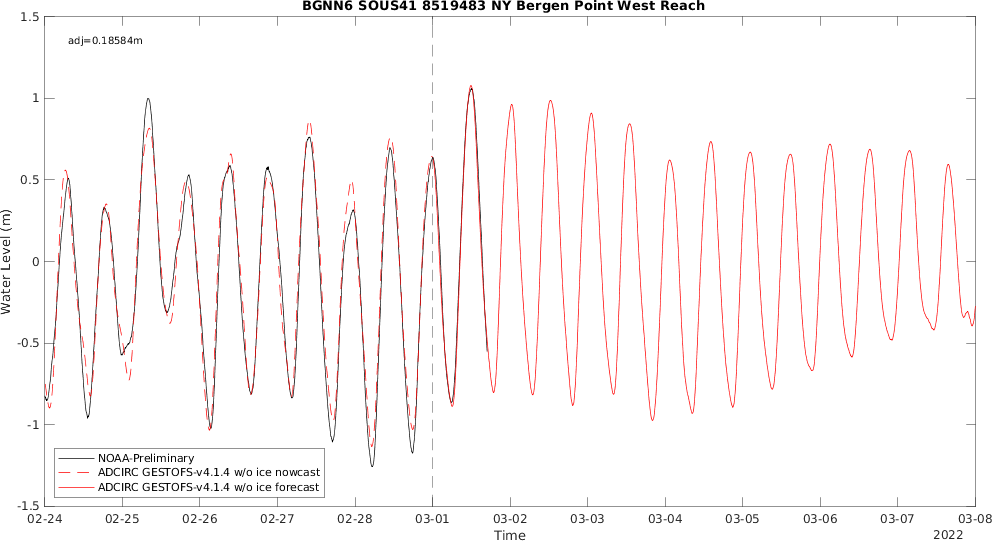 BGNN6 SOUS41 8519483 NY Bergen Point West Reach
adj=0.18584m
1.5
1
0.5
0
-0.5
-1
-1.5
Water Level (m)
NOAA-Preliminary
ADCIRC GESTOFS-v4.1.4 w/o ice nowcast
ADCIRC GESTOFS-v4.1.4 w/o ice forecast
02-24 02-25 02-26 02-27 02-28 03-01 03-02 03-03 03-04 03-05 03-06 03-07 03-08
Time
2022